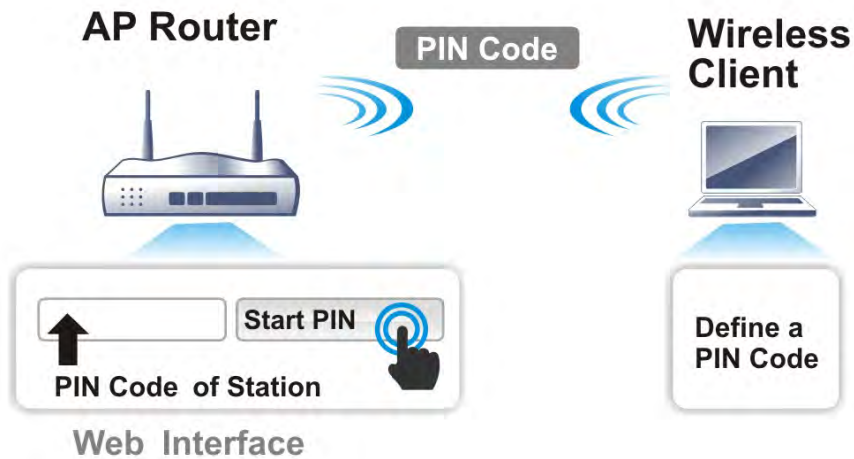 AP Router
PIN Code
Wireless
Client
Start PIN
PIN Code of Station
Define a
PIN Code
Web Interface